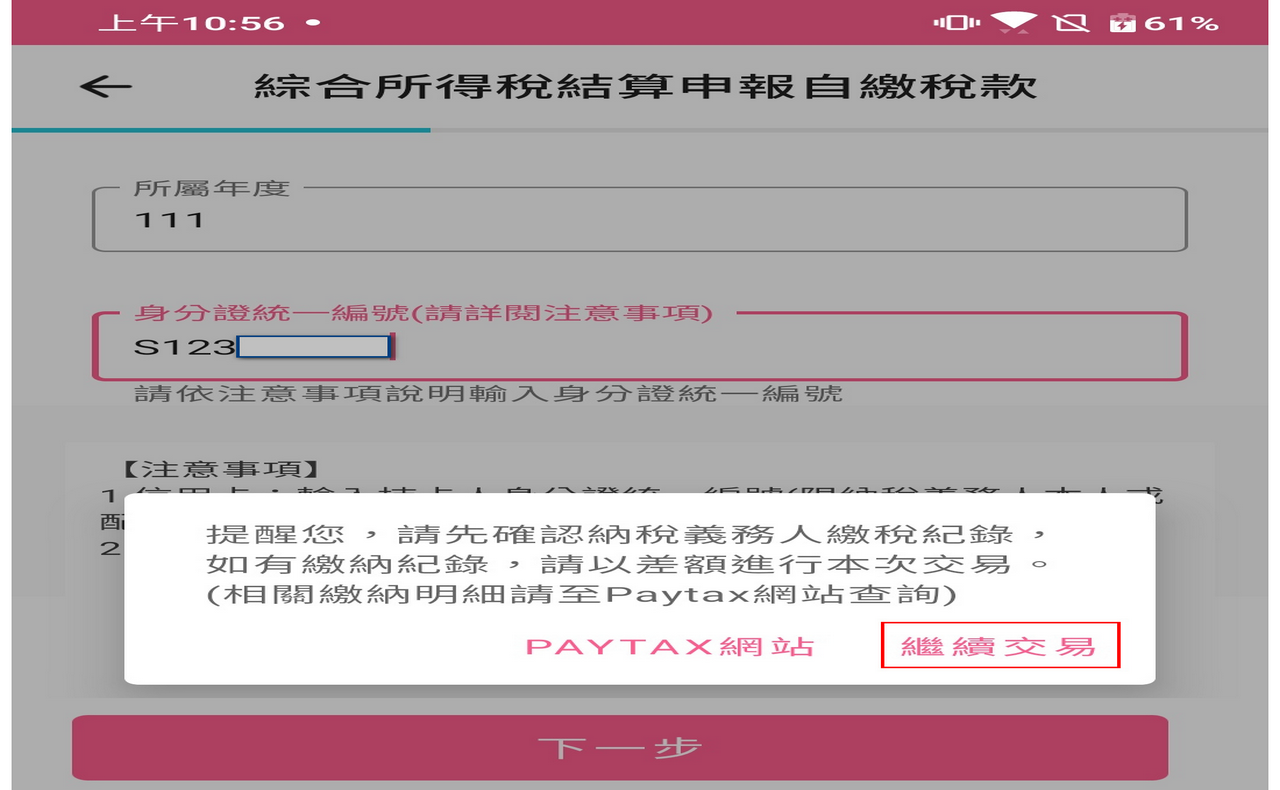 上午10:56 •
61%
綜合所得稅結算申報自繳稅款
所屬年度
111
身分證統一編號(請詳閱注意事項)
S123
請依注意事項說明輸入身分證統一編號
【注意事項】
1
配
2
提醒您，請先確認納稅義務人繳稅紀錄，
如有繳納紀錄，請以差額進行本次交易。
(相關繳納明細請至Paytax網站查詢)
PAYTAX網站
繼續交易
下一步